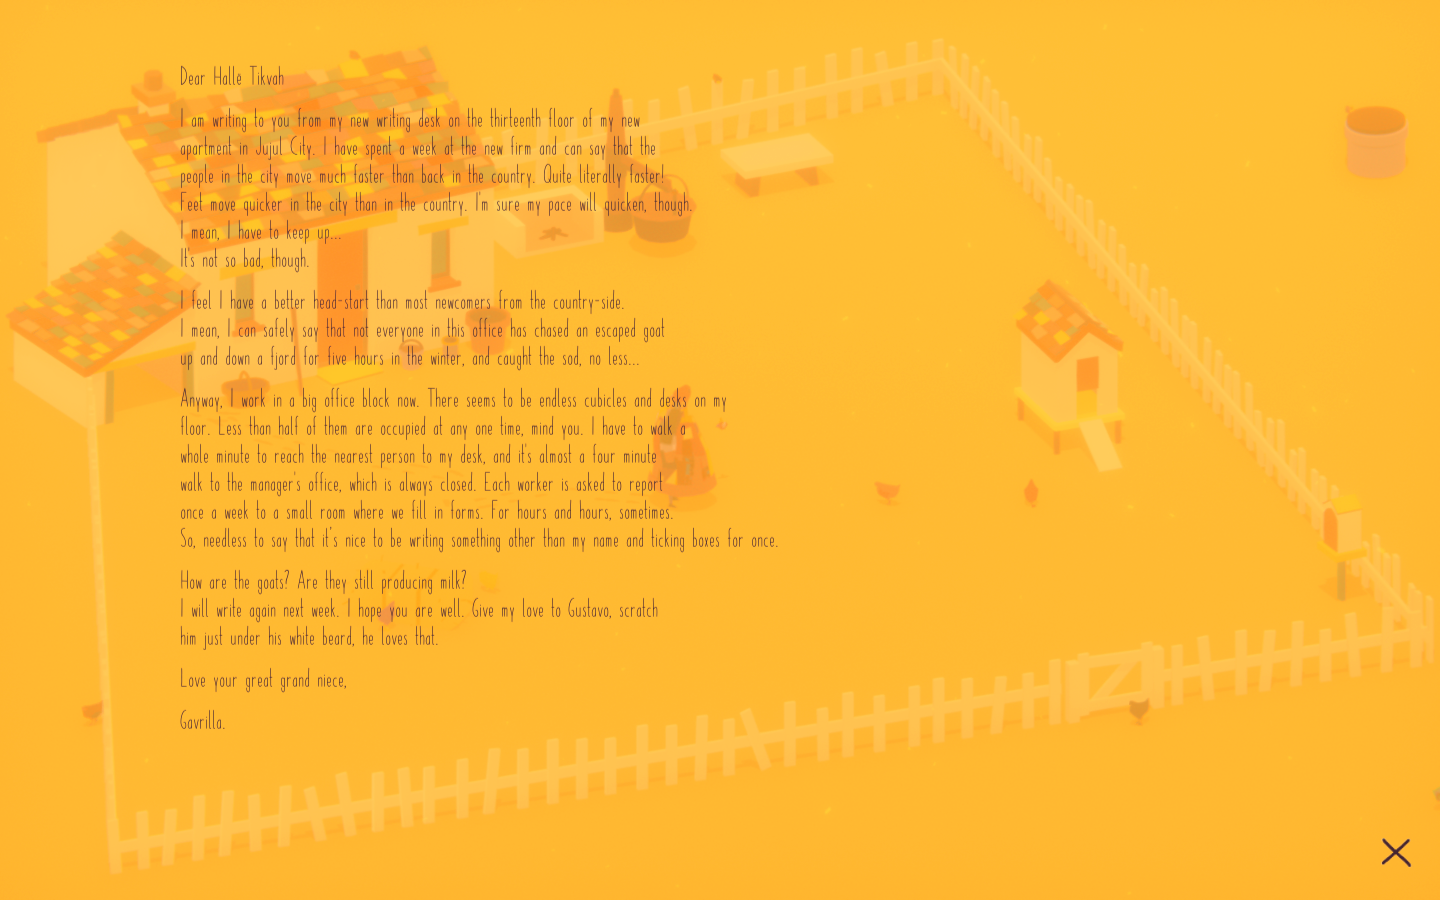 Dear Halle Tikvah
I am writing to you from my new writing desk on the thirteenth floor of my new
apartment in Jujul City. I have spent a week at the new firm and can say that the
people in the city move much faster than back in the country. Quite literally faster!
Feet move quicker in the city than in the country. I'm sure my pace will quicken, though.
I mean, I have to keep up...
It's not so bad, though.
I feel I have a better head-start than most newcomers from the country-side.
I mean, I can safely say that not everyone in this office has chased an escaped goat
up and down a fjord for five hours in the winter, and caught the sod, no less...
Anyway, I work in a big office block now. There seems to be endless cubicles and desks on my
floor. Less than half of them are occupied at any one time, mind you. I have to walk a
whole minute to reach the nearest person to my desk, and it's almost a four minute
walk to the manager's office, which is always closed. Each worker is asked to report
once a week to a small room where we fill in forms. For hours and hours, sometimes.
So, needless to say that it's nice to be writing something other than my name and ticking boxes for once.
How are the goats? Are they still producing milk?
I will write again next week. I hope you are well. Give my love to Gustavo, scratch
him just under his white beard, he loves that.
Love your great grand niece,
Gavrilla.